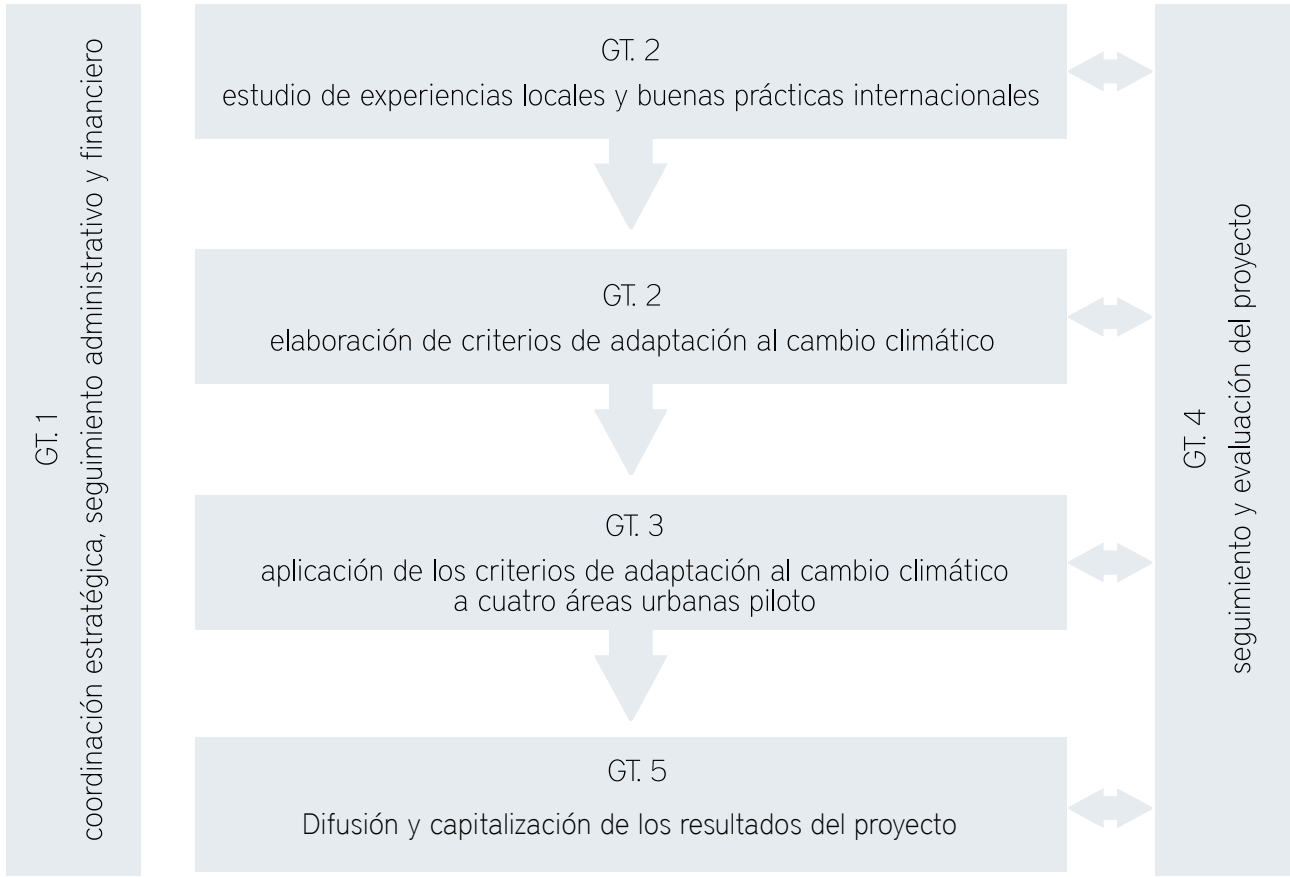 GT. 1
coordinación estratégica, seguimiento administrativo y financiero
GT. 2
estudio de experiencias locales y buenas prácticas internacionales
GT. 2
elaboración de criterios de adaptación al cambio climático
GT. 3
aplicación de los criterios de adaptación al cambio climático
a cuatro áreas urbanas piloto
GT. 5
Difusión y capitalización de los resultados del proyecto
GT. 4
seguimiento y evaluación del proyecto